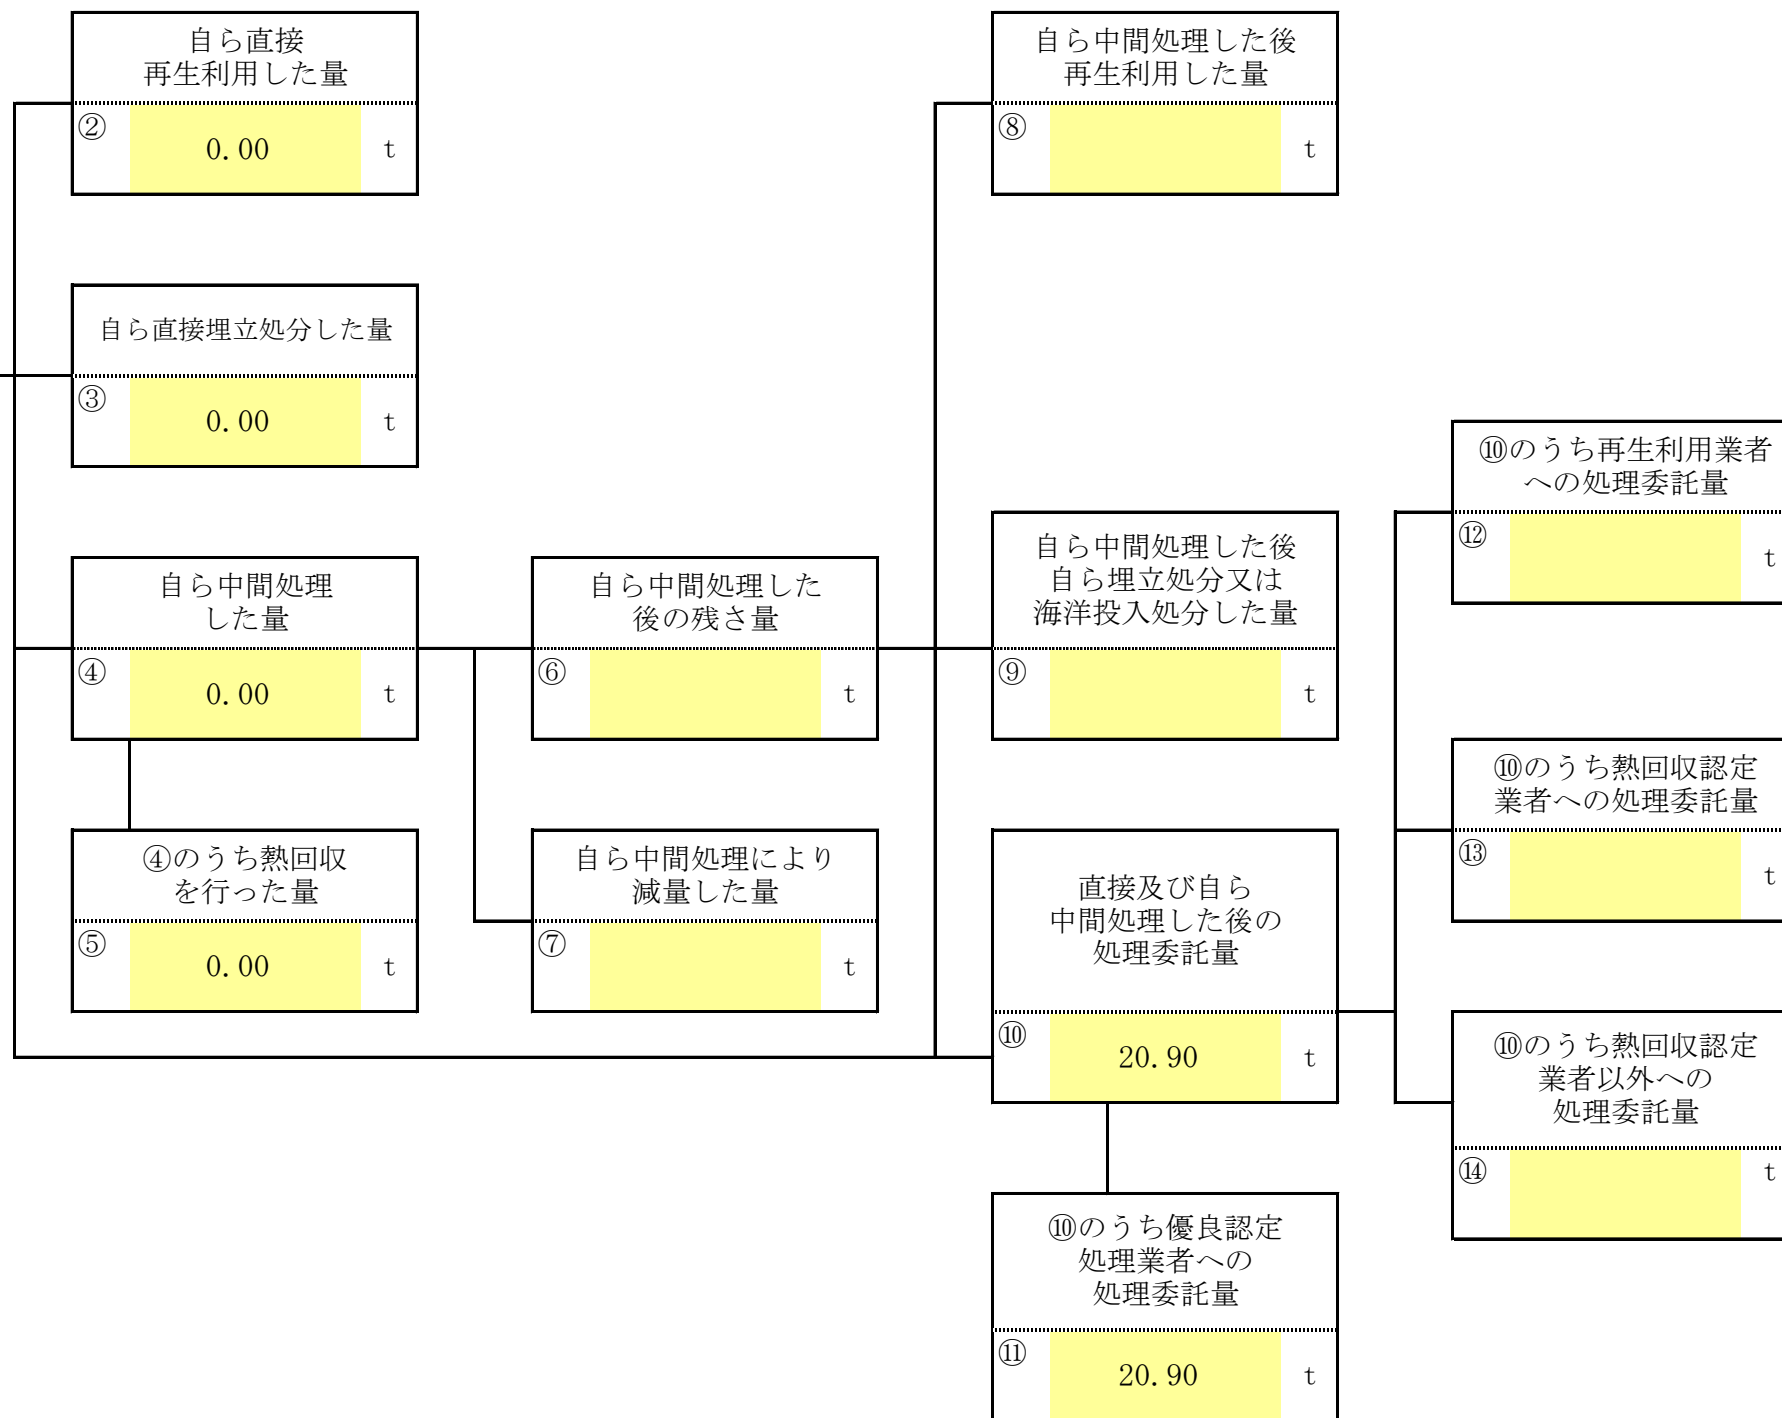 自ら直接
再生利用した量
②
0.00
t
自ら中間処理した後
再生利用した量
⑧
t
自ら直接埋立処分した量
③
0.00
t
⑩のうち再生利用業者
への処理委託量
⑫
t
自ら中間処理
した量
④
0.00
t
自ら中間処理した
後の残さ量
⑥
t
自ら中間処理した後
自ら埋立処分又は
海洋投入処分した量
⑨
t
⑩のうち熱回収認定
業者への処理委託量
⑬
t
④のうち熱回収
を行った量
⑤
0.00
t
自ら中間処理により
減量した量
⑦
t
直接及び自ら
中間処理した後の
処理委託量
⑩
20.90
t
⑩のうち熱回収認定
業者以外への
処理委託量
⑭
t
⑩のうち優良認定
処理業者への
処理委託量
⑪
20.90
t